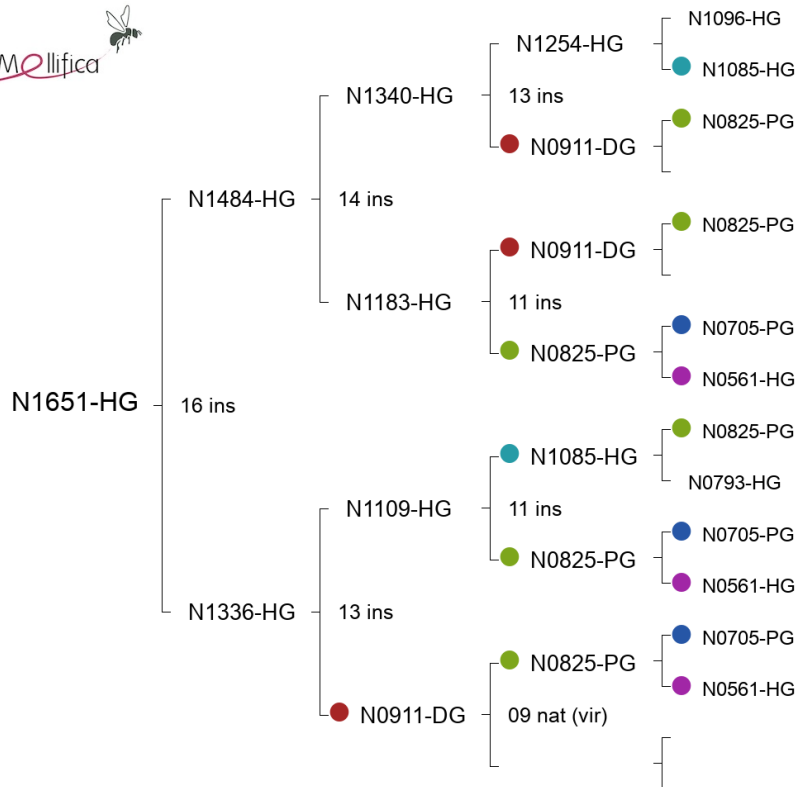 Mellifica
N1096-HG
N1254-HG
N1085-HG
N1340-HG
13 ins
N0825-PG
N0911-DG
N1484-HG
14 ins
N0825-PG
N0911-DG
N1183-HG
11 ins
N0705-PG
N0825-PG
N0561-HG
N1651-HG
16 ins
N0825-PG
N1085-HG
N0793-HG
N1109-HG
11 ins
N0705-PG
N0825-PG
N0561-HG
N1336-HG
13 ins
N0705-PG
N0825-PG
N0561-HG
N0911-DG
09 nat (vir)